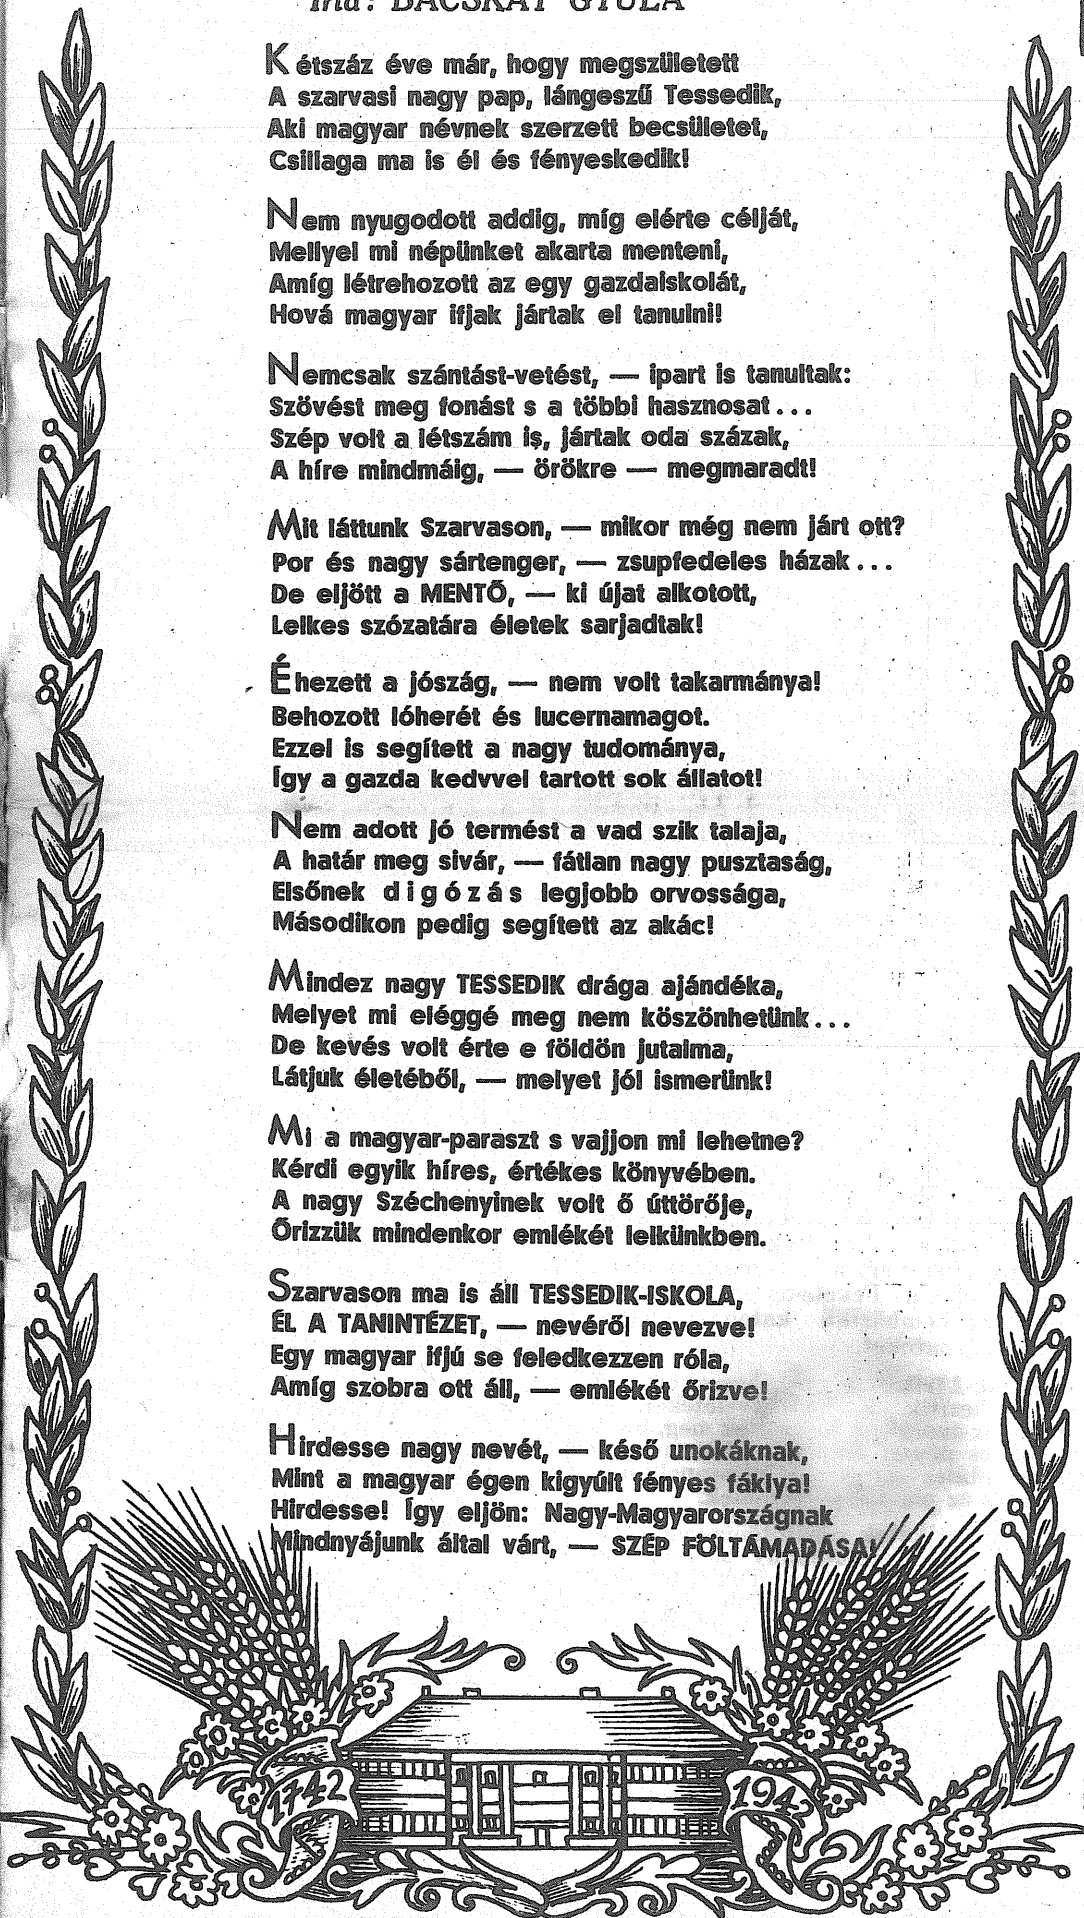 Irta: BÁCSKAY GYULA
Kétszáz éve már, hogy megszületett
A szarvasi nagy pap, lángeszű Tessedik,
Aki magyar névnek szerzett becsületet,
Csillaga ma is él és fényeskedik!
Nem nyugodott addig, míg elérte célját,
Mellyel mi népünket akarta menteni,
Amíg létrehozott az egy gazdaiskolát,
Hová magyar ifjak jártak el tanulni!
Nemcsak szántást-vetést, — ipart is tanultak:
Szövést meg fonást s a többi hasznosat...
Szép volt a létszám is, jártak oda százak,
A híre mindmáig, — örökre — megmaradt!
Mit láttunk Szarvason, — mikor még nem járt ott?
Por és nagy sártenger, — zsupfedeles házak...
De eljött a MENTŐ, — ki újat alkotott,
Lelkes szózatára életek sarjadtak!
Éhezett a jószág, — nem volt takarmánya!
Behozott lóherét és lucernamagot.
Ezzel is segített a nagy tudománya,
Így a gazda kedvvel tartott sok állatot!
Nem adott jó termést a vad szik talaja,
A határ meg sivár, — fátlan nagy pusztaság,
Elsőnek digózás legjobb orvossága,
Másodikon pedig segített az akác!
Mindez nagy TESSEDIK drága ajándéka,
Melyet mi eléggé meg nem köszönhetünk...
De kevés volt érte e földön jutalma,
Látjuk életéből, — melyet jól ismerünk!
Mi a magyar-paraszt s vajjon mi lehetne?
Kérdi egyik híres, értékes könyvében.
A nagy Széchenyinek volt ő úttörője,
Őrizzük mindenkor emlékét lelkünkben.
Szarvason ma is áll TESSEDIK-ISKOLA,
ÉL A TANINTÉZET, — nevéről nevezve!
Egy magyar ifjú se feledkezzen róla,
Amíg szobra ott áll, — emlékét őrizve!
Hirdesse nagy nevét, — késő unokáknak,
Mint a magyar égen kigyúlt fényes fáklya!
Hirdesse! Így eljön: Nagy-Magyarországnak
Mindnyájunk által várt, — SZÉP FÖLTÁMADÁSA!
1742